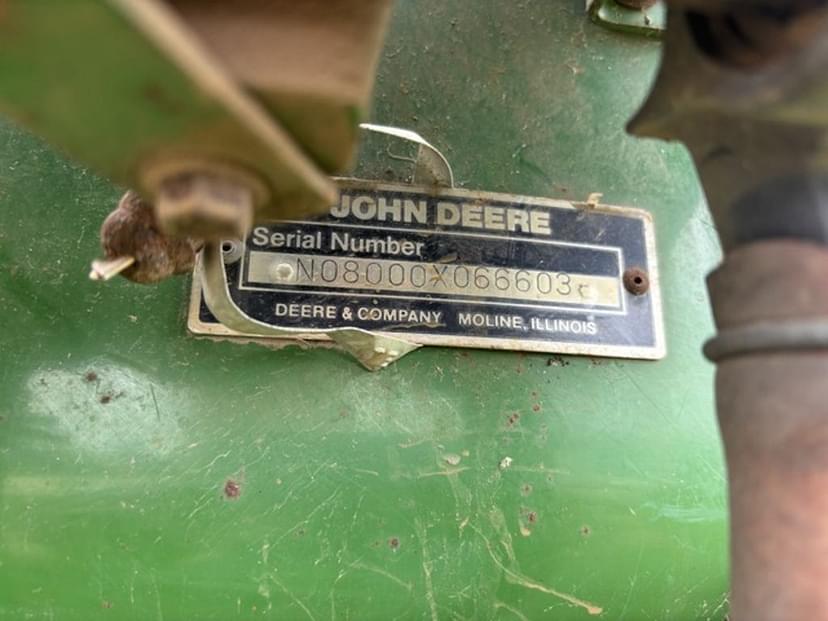 JOHN DEERE
Serial Number
N08000X066603
DEERE & COMPANY MOLINE, ILLINOIS